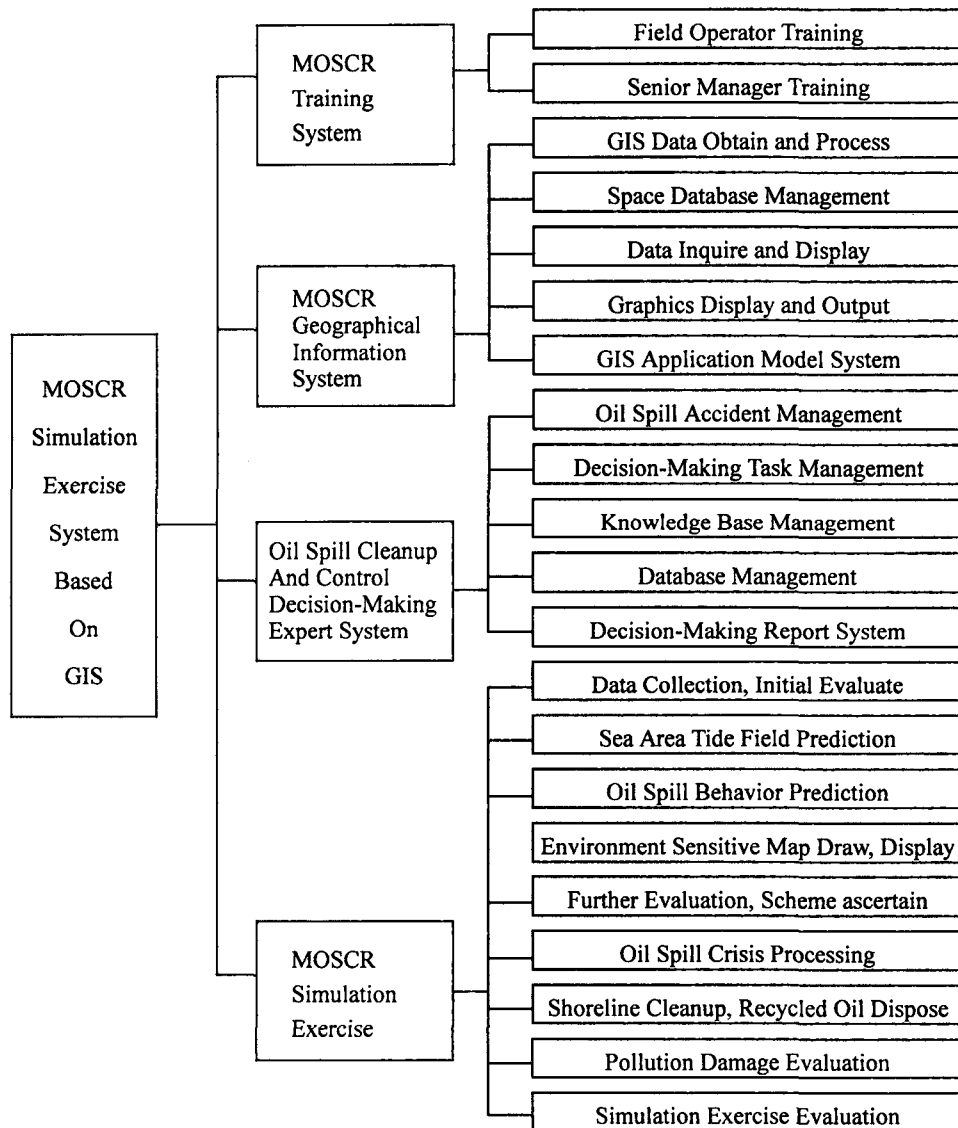 MOSCR
Simulation
Exercise
System
Based
On
GIS
MOSCR
Training
System
Field Operator Training
Senior Manager Training
MOSCR
Geographical
Information
System
GIS Data Obtain and Process
Space Database Management
Data Inquire and Display
Graphics Display and Output
GIS Application Model System
Oil Spill Cleanup
And Control
Decision-Making
Expert System
Oil Spill Accident Management
Decision-Making Task Management
Knowledge Base Management
Database Management
Decision-Making Report System
MOSCR
Simulation
Exercise
Data Collection, Initial Evaluate
Sea Area Tide Field Prediction
Oil Spill Behavior Prediction
Environment Sensitive Map Draw, Display
Further Evaluation, Scheme ascertain
Oil Spill Crisis Processing
Shoreline Cleanup, Recycled Oil Dispose
Pollution Damage Evaluation
Simulation Exercise Evaluation